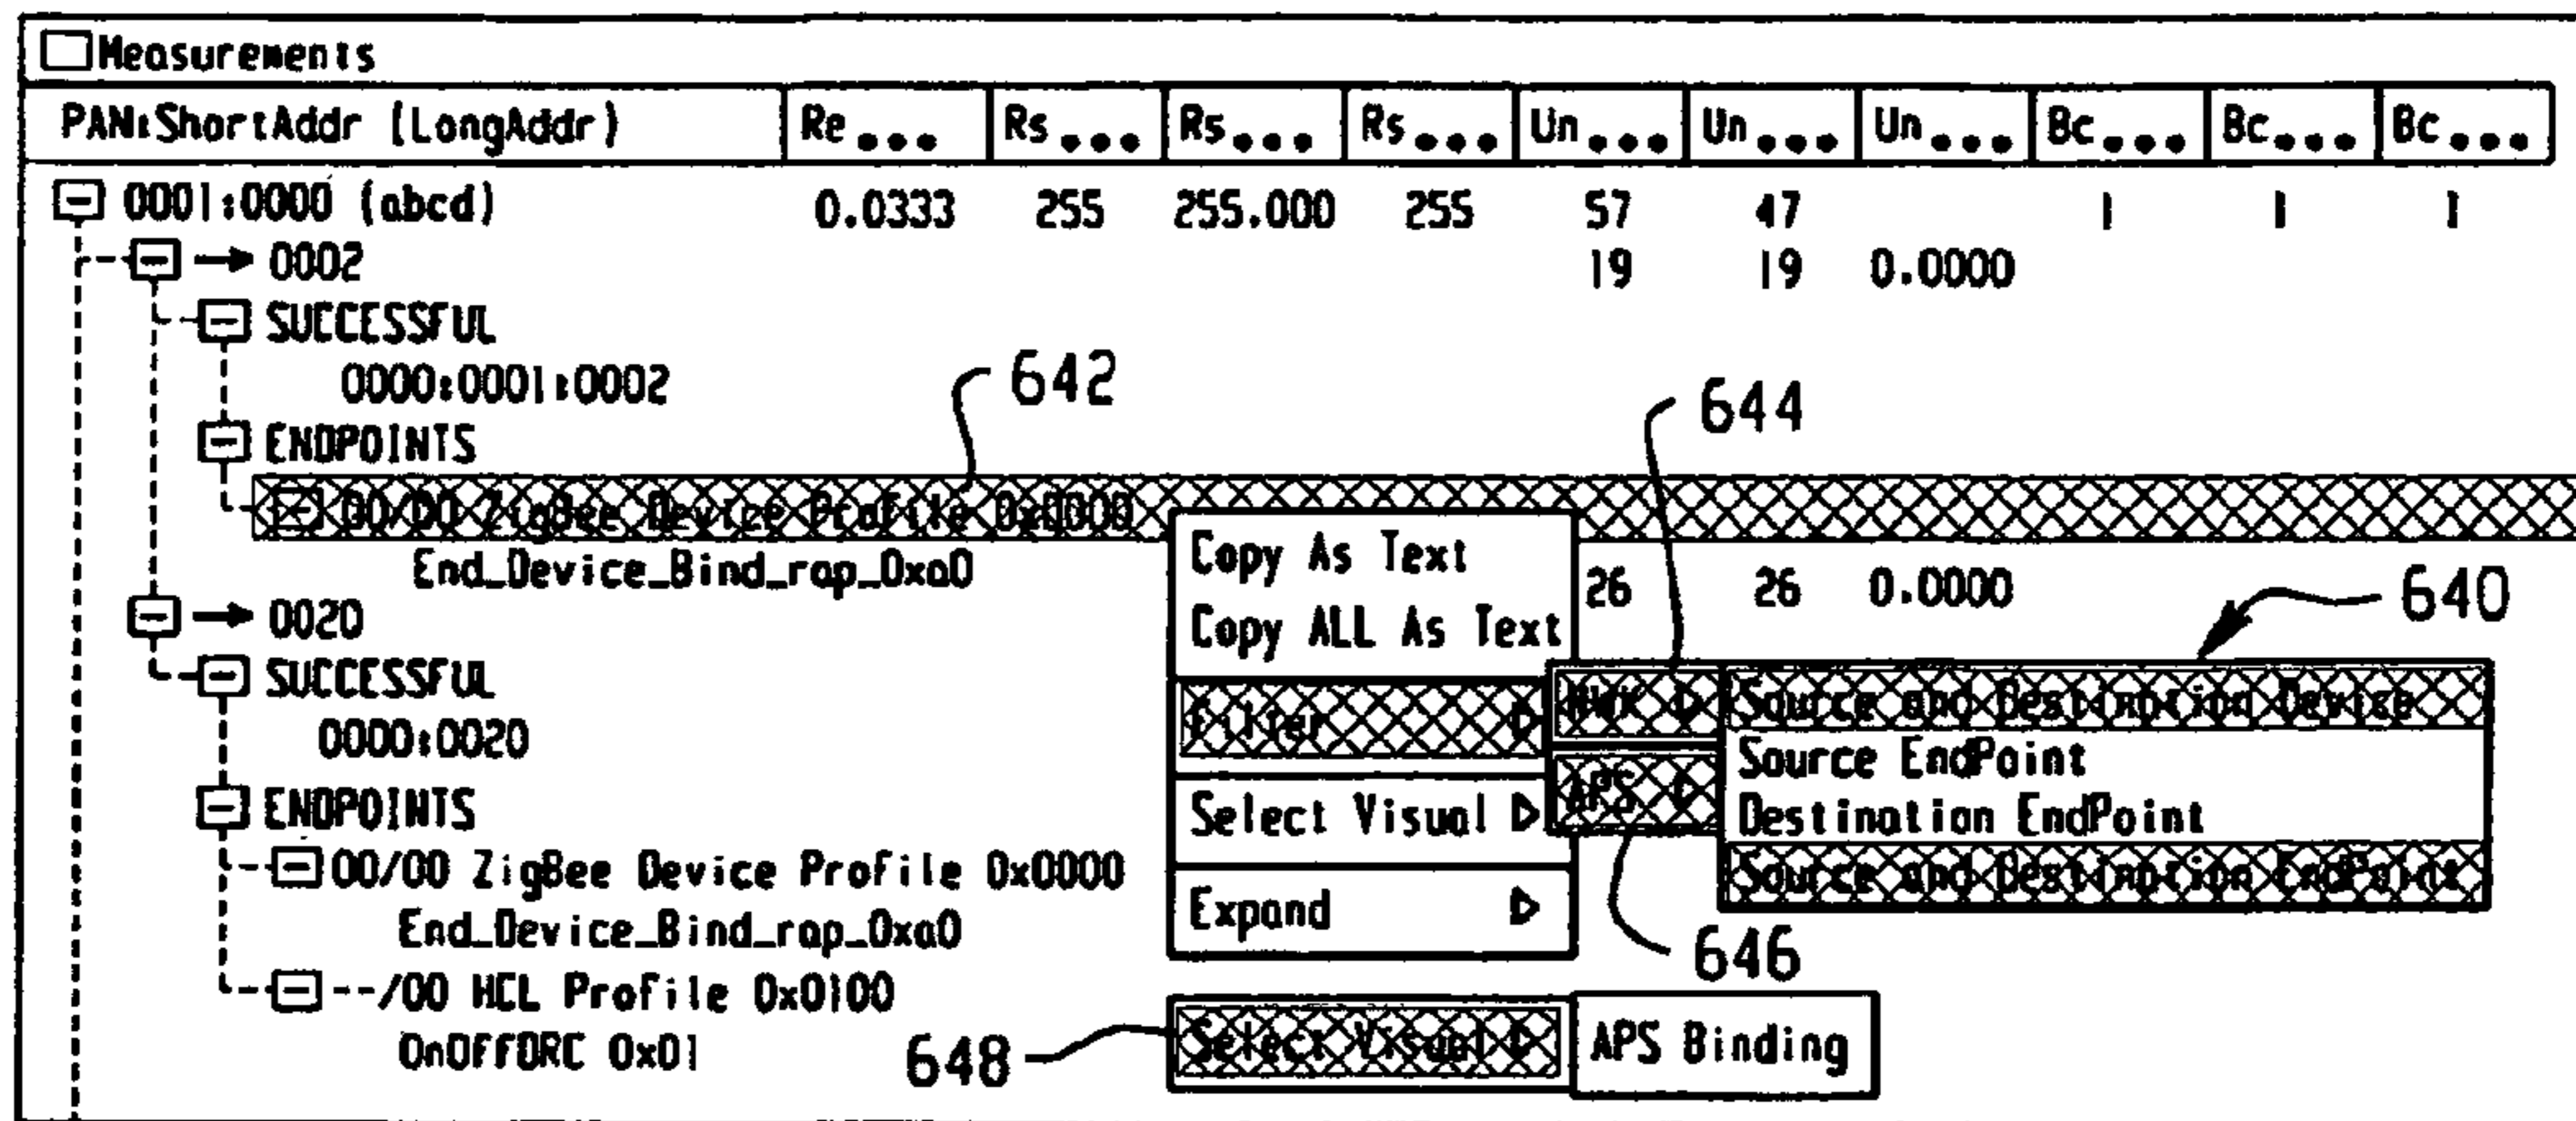 Measurements
PAN:ShortAddr (LongAddr) Re... Rs... Rs... Rs... Un... Un... Un... Bc... Bc... Bc...
0001:0000 (abcd) 0.0333 255 255.000 255 57 47 1 1 1
→ 0002 19 19 0.0000
SUCCESSFUL
0000:0001:0002
642
644
ENDPOINTS
00/00 ZigBee Device Profile 0x0000
End_Device_Bind_rap_0xa0
Copy As Text
26 26 0.0000
640
→ 0020
Copy ALL As Text
SUCCESSFUL
Filter
NWK
Source and Destination Device
0000:0020
Source EndPoint
ENDPOINTS
Select Visual
APS
Destination EndPoint
00/00 ZigBee Device Profile 0x0000
Source and Destination EndPoint
End_Device_Bind_rap_0xa0
Expand
646
--/00 HCL Profile 0x0100
OnOffDRC 0x01
648
Select Visual
APS Binding